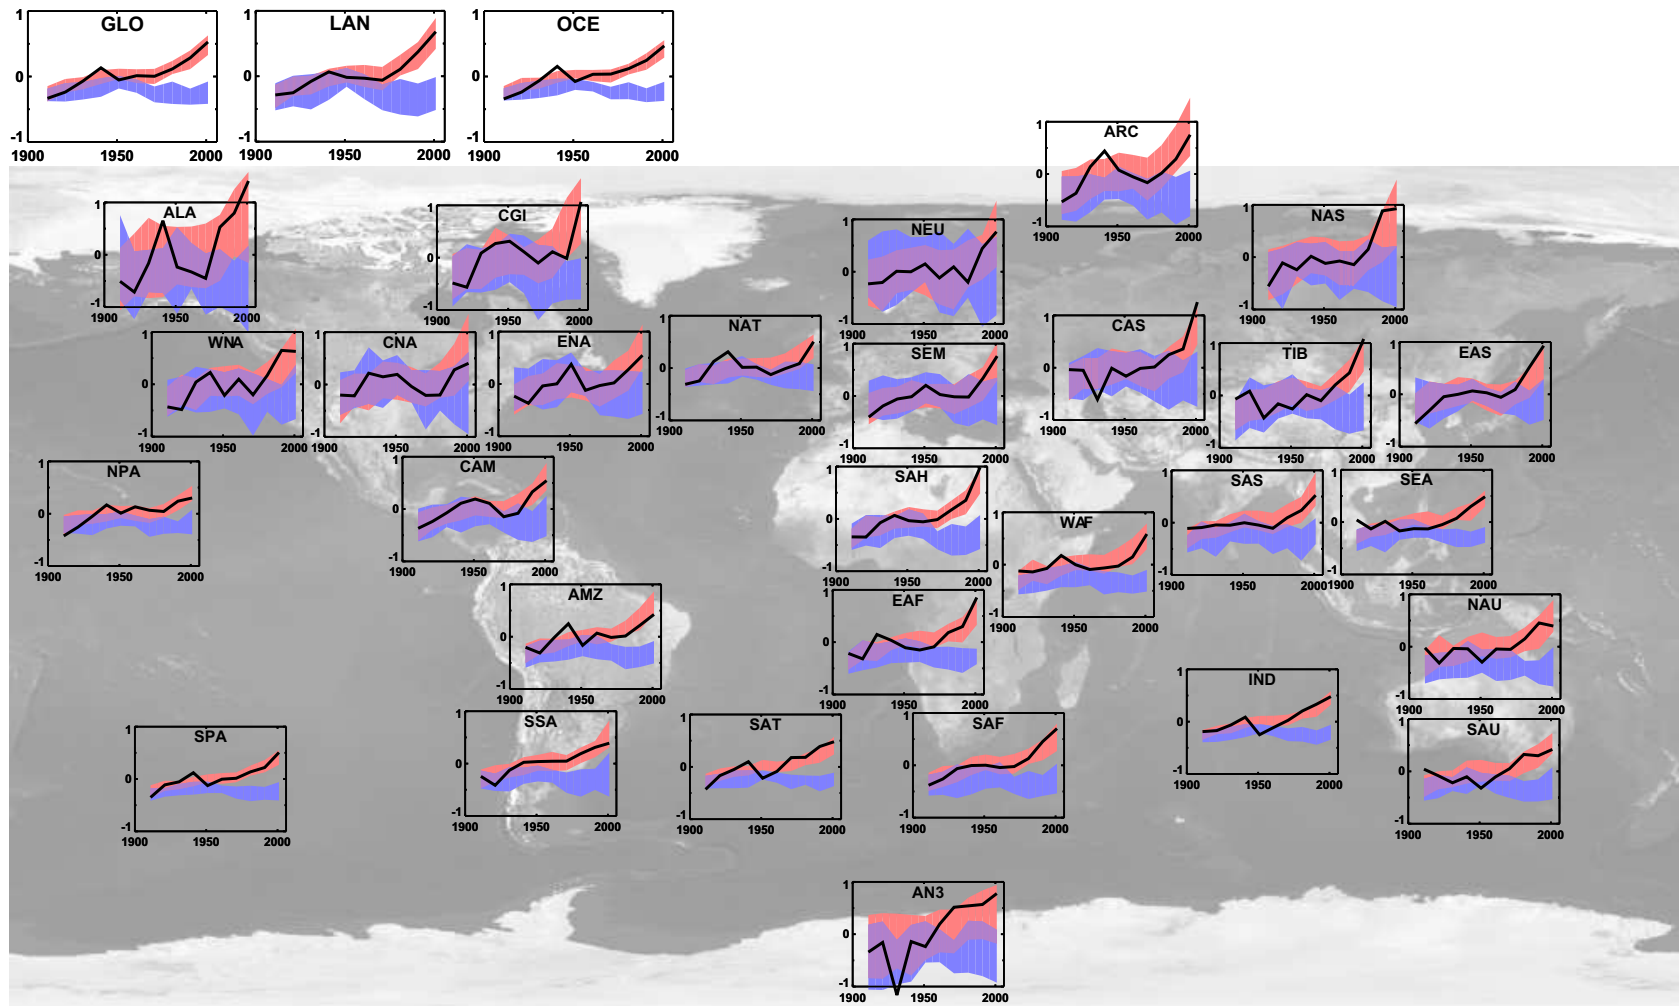 GLO
1
0
-1
1900 1950 2000
LAN
1
0
-1
1900 1950 2000
OCE
1
0
-1
1900 1950 2000
ARC
1
0
-1
1900 1950 2000
ALA
1
0
-1
1900 1950 2000
CGI
1
0
-1
1900 1950 2000
NEU
1
0
-1
1900 1950 2000
NAS
1
0
-1
1900 1950 2000
WNA
1
0
-1
1900 1950 2000
CNA
1
0
-1
1900 1950 2000
ENA
1
0
-1
1900 1950 2000
NAT
1
0
-1
1900 1950 2000
SEM
1
0
-1
1900 1950 2000
CAS
1
0
-1
1900 1950 2000
TIB
1
0
-1
1900 1950 2000
EAS
1
0
-1
1900 1950 2000
NPA
1
0
-1
1900 1950 2000
CAM
1
0
-1
1900 1950 2000
SAH
1
0
-1
1900 1950 2000
WAF
1
0
-1
1900 1950 2000
SAS
1
0
-1
1900 1950 2000
SEA
1
0
-1
1900 1950 2000
AMZ
1
0
-1
1900 1950 2000
EAF
1
0
-1
1900 1950 2000
NAU
1
0
-1
1900 1950 2000
IND
1
0
-1
1900 1950 2000
SPA
1
0
-1
1900 1950 2000
SSA
1
0
-1
1900 1950 2000
SAT
1
0
-1
1900 1950 2000
SAF
1
0
-1
1900 1950 2000
SAU
1
0
-1
1900 1950 2000
AN3
1
0
-1
1900 1950 2000